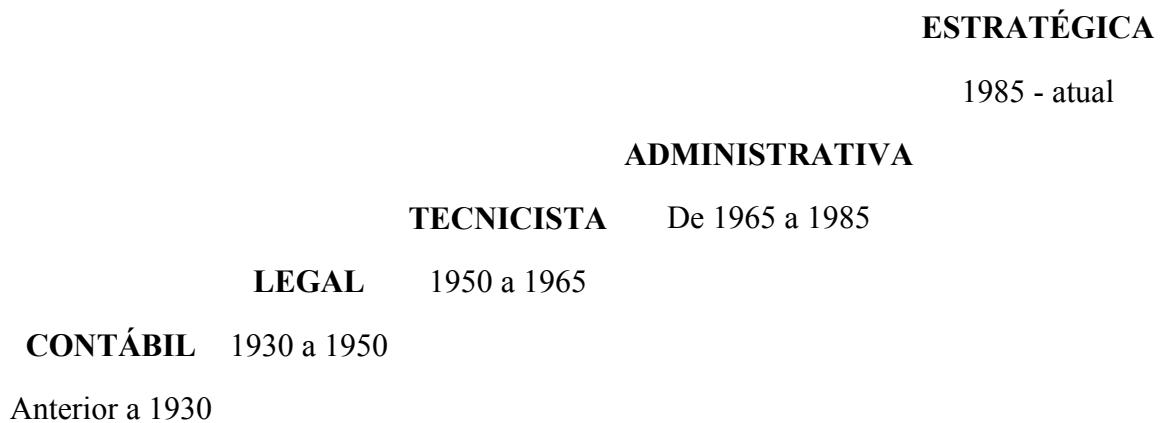 ESTRATÉGICA
1985 - atual
ADMINISTRATIVA
TECNICISTA De 1965 a 1985
LEGAL 1950 a 1965
CONTÁBIL 1930 a 1950
Anterior a 1930